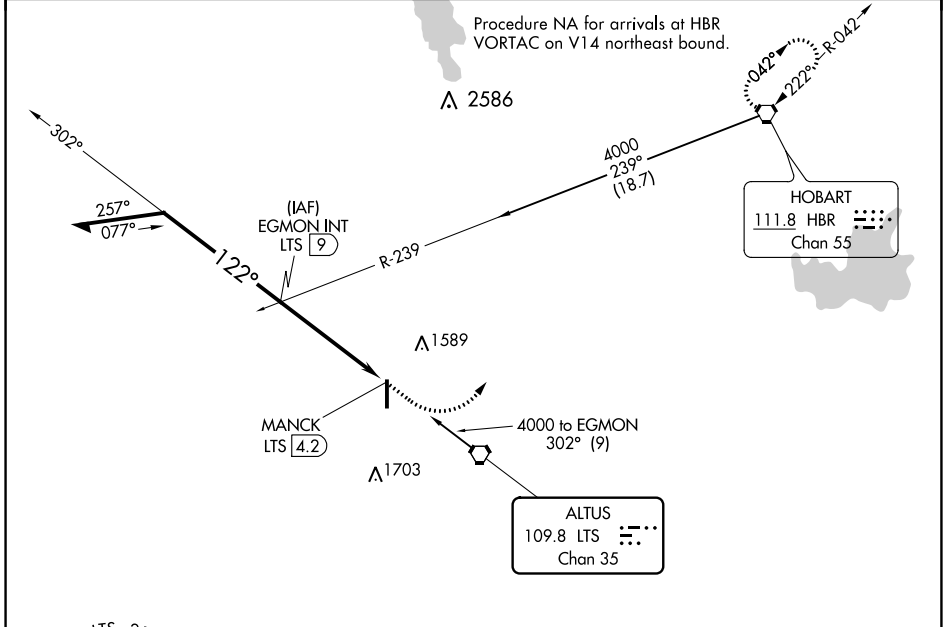 Procedure NA for arrivals at HBR
VORTAC on V14 northeast bound.
R-042
042°
222°
2586
302°
4000
239°
(18.7)
HOBART
111.8 HBR
Chan 55
257°
077°
(IAF)
EGMON INT
LTS 9
122°
R-239
1589
MANCK
LTS 4.2
4000 to EGMON
302° (9)
1703
ALTUS
109.8 LTS
Chan 35